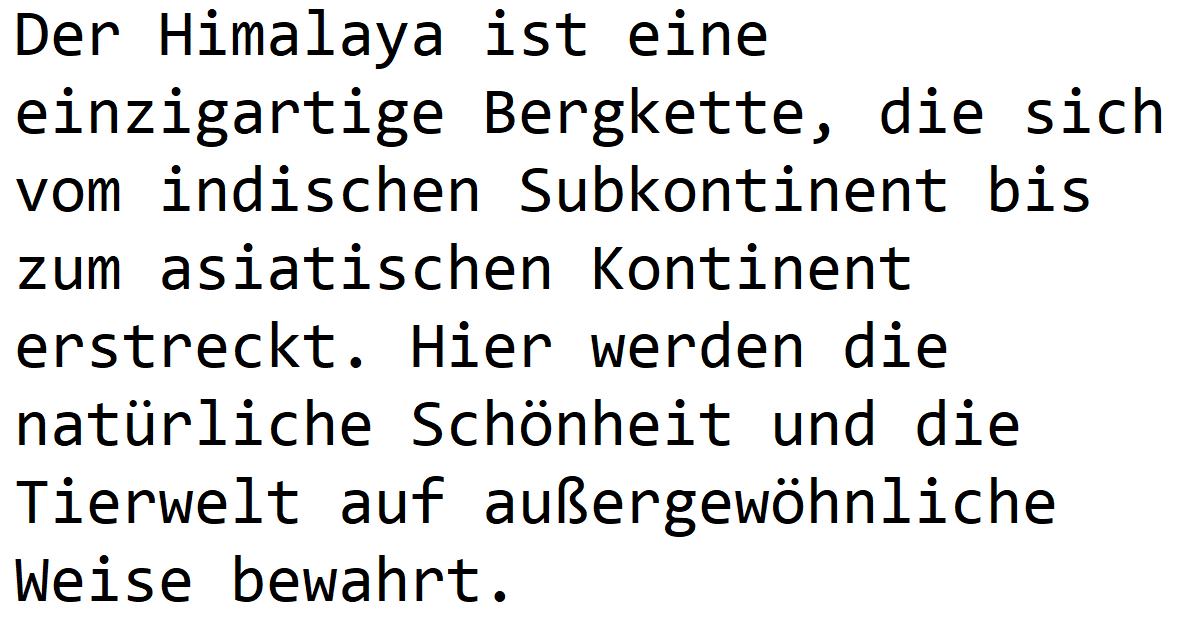 Der Himalaya ist eine
einzigartige Bergkette, die sich
vom indischen Subkontinent bis
zum asiatischen Kontinent
erstreckt. Hier werden die
natürliche Schönheit und die
Tierwelt auf außergewöhnliche
Weise bewahrt.